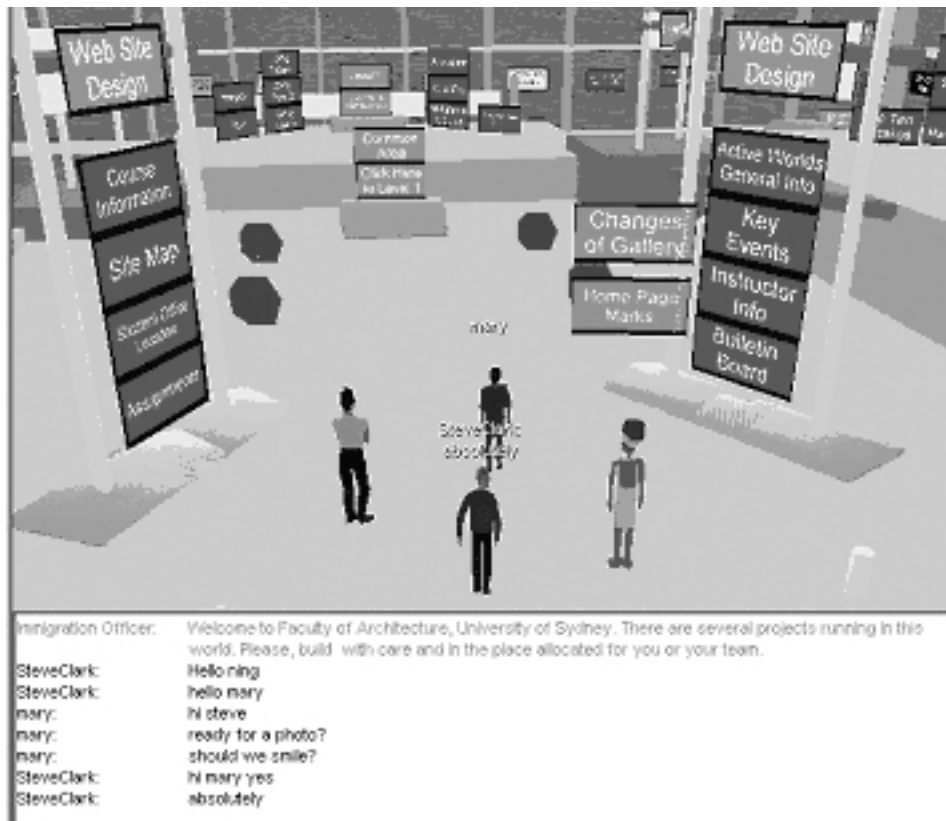 Web Site
Design
Course
Information
Site Map
Student Office
Location
Assignments
Common
Area
Click Here
to Level 1
Web Site
Design
Active Worlds
General Info
Key
Events
Instructor
Info
Bulletin
Board
Changes
of Gallery
Home Page
Marks
mary
SteveClark
absolutely
Immigration Officer: Welcome to Faculty of Architecture, University of Sydney. There are several projects running in this
world. Please, build with care and in the place allocated for you or your team.
SteveClark: Hello ning
SteveClark: hello mary
mary: hi steve
mary: ready for a photo?
mary: should we smile?
SteveClark: hi mary yes
SteveClark: absolutely